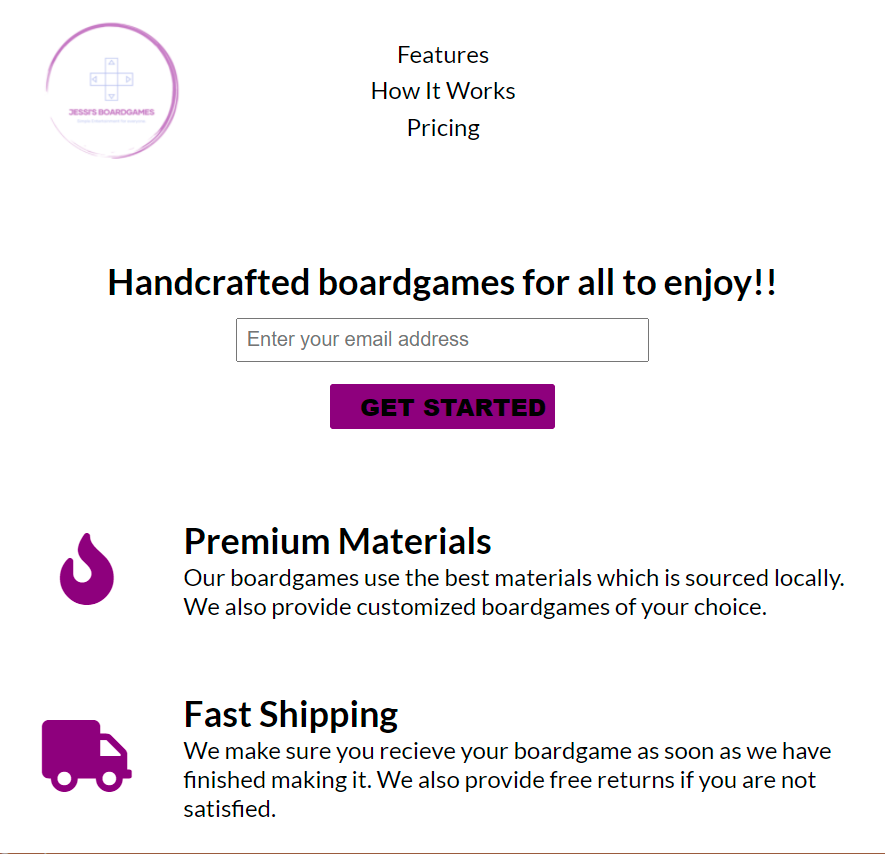 JESSI'S BOARDGAMES
Features
How It Works
Pricing
Handcrafted boardgames for all to enjoy!!
Enter your email address
GET STARTED
Premium Materials
Our boardgames use the best materials which is sourced locally.
We also provide customized boardgames of your choice.
Fast Shipping
We make sure you recieve your boardgame as soon as we have
finished making it. We also provide free returns if you are not
satisfied.